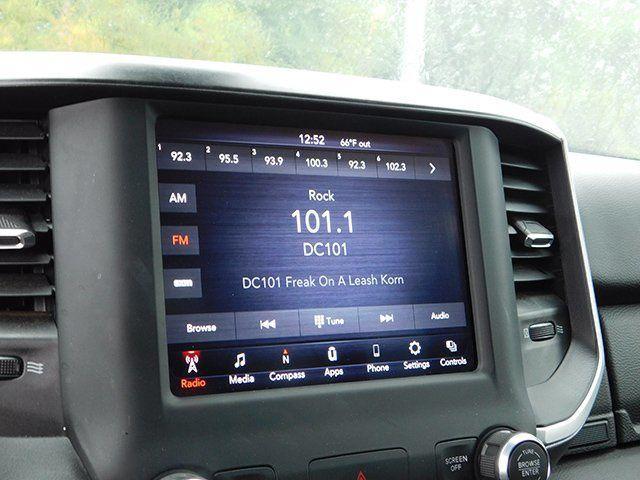 12:52 66°F out
1 92.3 2 95.5 3 93.9 4 100.3 5 92.3 6 102.3
AM
Rock
101.1
FM
DC101
DC101 Freak On A Leash Korn
Browse Tune Audio
N
Radio Media Compass Apps Phone Settings Controls
SCREEN
OFF
TUNE
BROWSE
ENTER